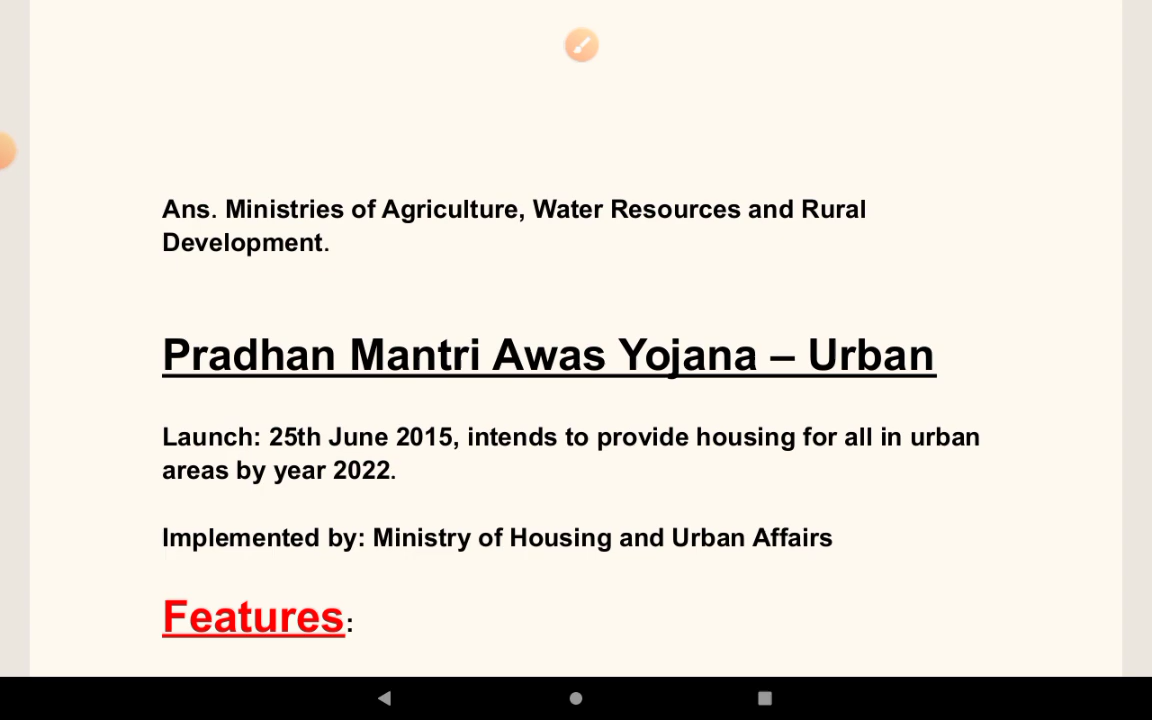 Ans. Ministries of Agriculture, Water Resources and Rural
Development.
Pradhan Mantri Awas Yojana – Urban
Launch: 25th June 2015, intends to provide housing for all in urban
areas by year 2022.
Implemented by: Ministry of Housing and Urban Affairs
Features: